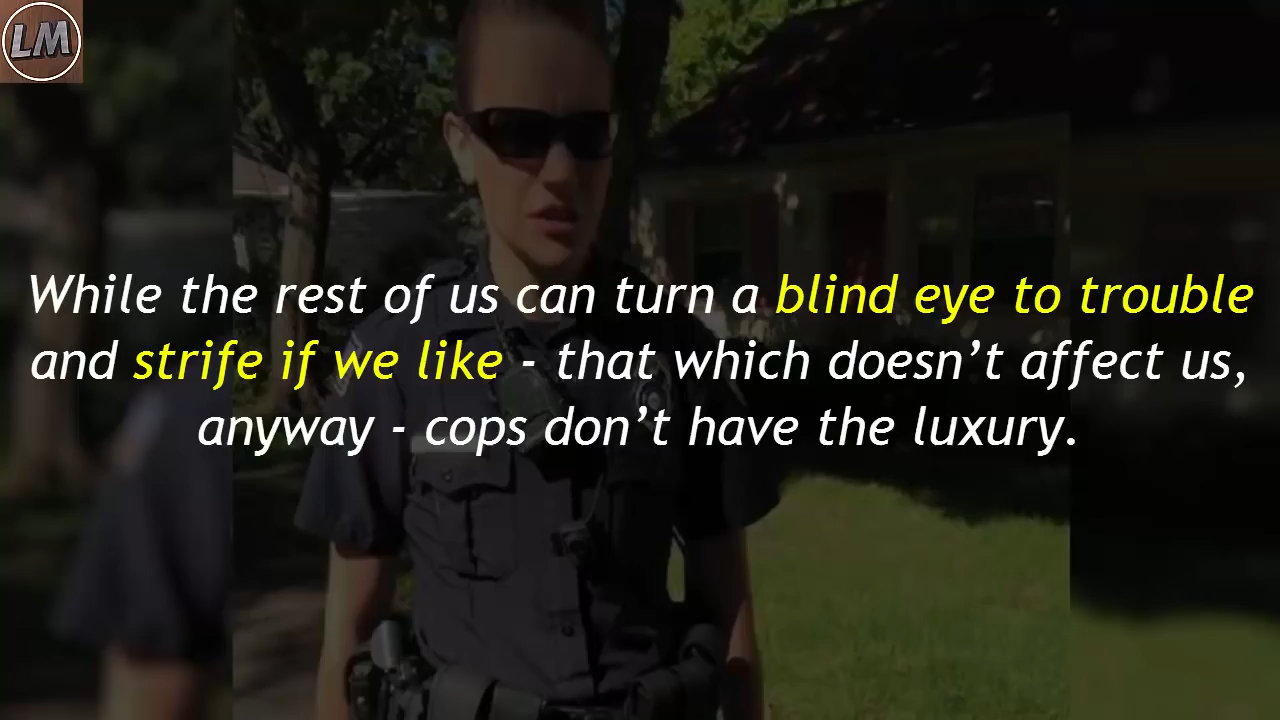 LM
While the rest of us can turn a blind eye to trouble
and strife if we like - that which doesn’t affect us,
anyway - cops don’t have the luxury.